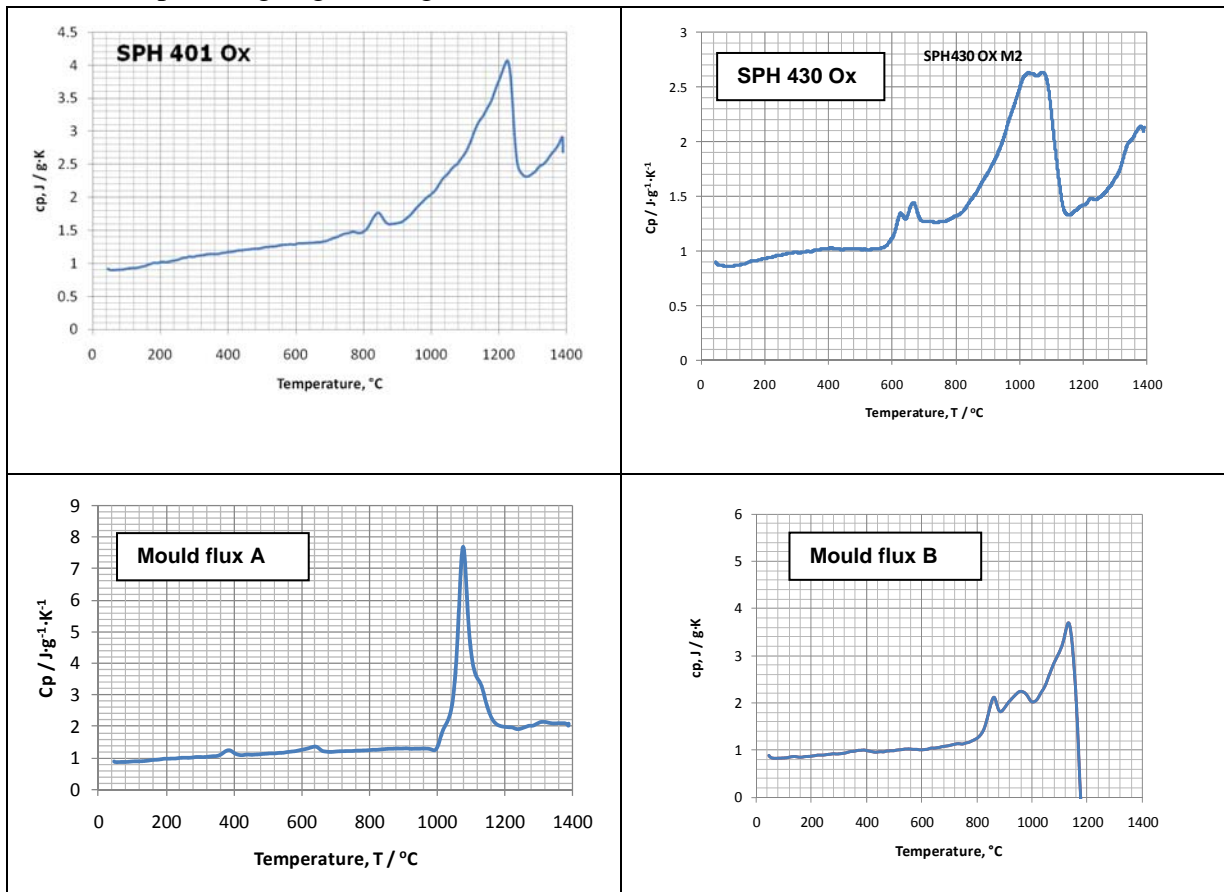 SPH 401 Ox
4.5
4
3.5
3
2.5
2
1.5
1
0.5
0
cp, J / g·K
0 200 400 600 800 1000 1200 1400
Temperature, °C
SPH430 OX M2
SPH 430 Ox
3
2.5
2
1.5
1
0.5
0
Cp / J·g-1·K-1
0 200 400 600 800 1000 1200 1400
Temperature, T / °C
Mould flux A
9
8
7
6
5
4
3
2
1
0
Cp / J·g-1·K-1
0 200 400 600 800 1000 1200 1400
Temperature, T / °C
Mould flux B
6
5
4
3
2
1
0
cp, J / g·K
0 200 400 600 800 1000 1200 1400
Temperature, °C